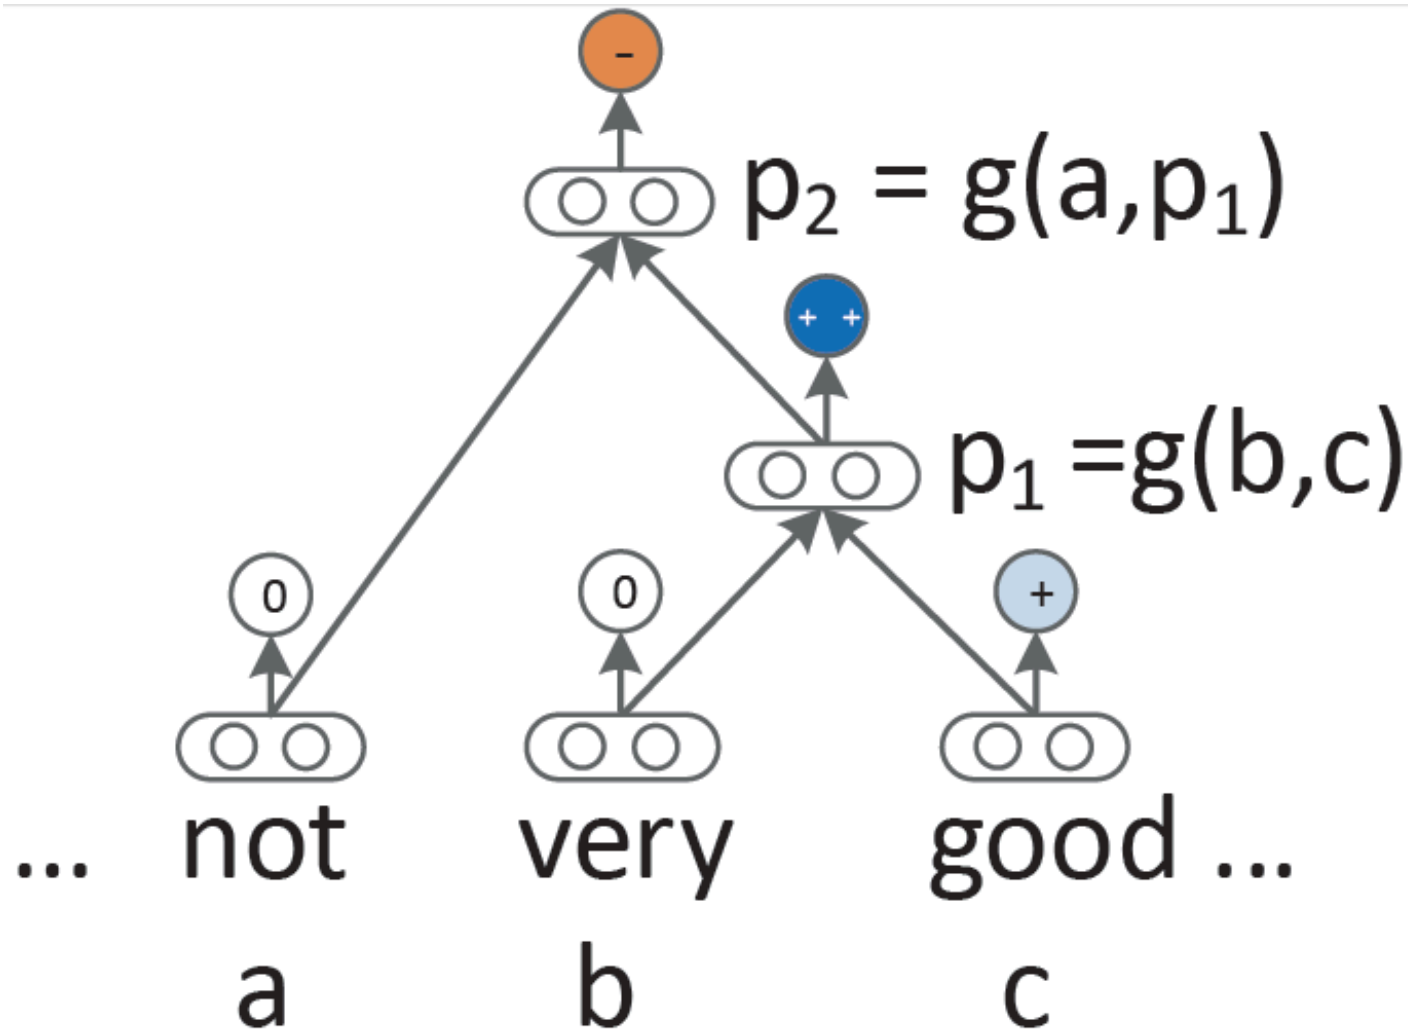 -
p₂ = g(a,p₁)
+ +
p₁ =g(b,c)
0 0 +
... not very good ...
a b c